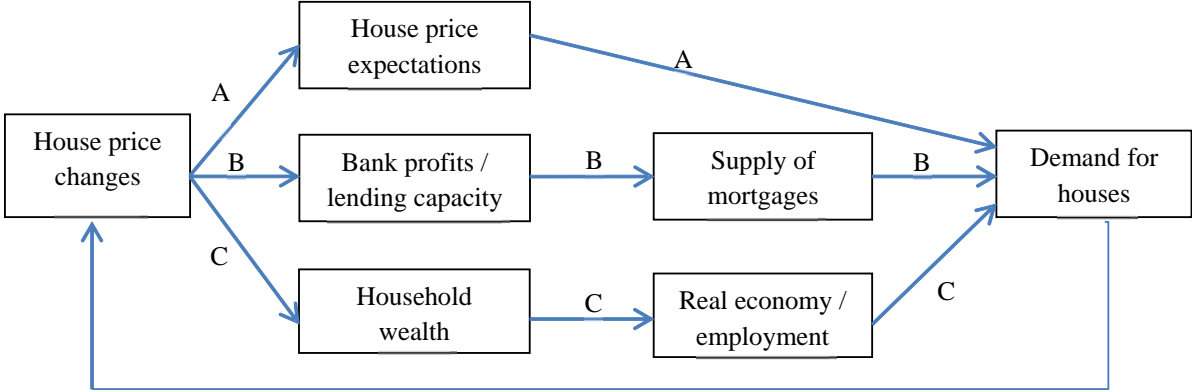 House price
expectations
A
A
House price
changes
B
Bank profits /
lending capacity
B
Supply of
mortgages
B
Demand for
houses
C
Household
wealth
C
Real economy /
employment
C